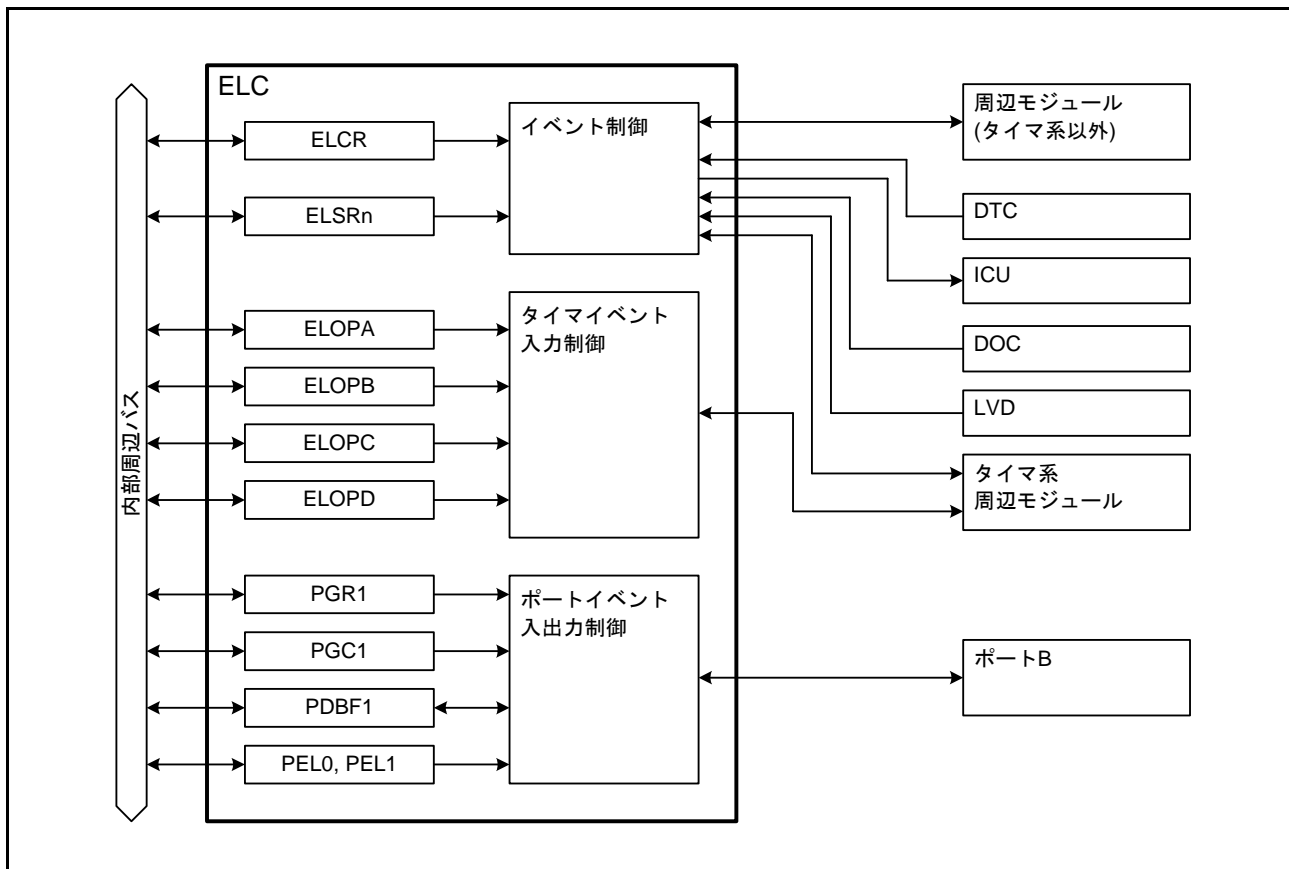 ELC
内部周辺バス
ELCR
ELSRn
ELOPA
ELOPB
ELOPC
ELOPD
PGR1
PGC1
PDBF1
PEL0, PEL1
イベント制御
タイマイベント
入力制御
ポートイベント
入出力制御
周辺モジュール
(タイマ系以外)
DTC
ICU
DOC
LVD
タイマ系
周辺モジュール
ポートB